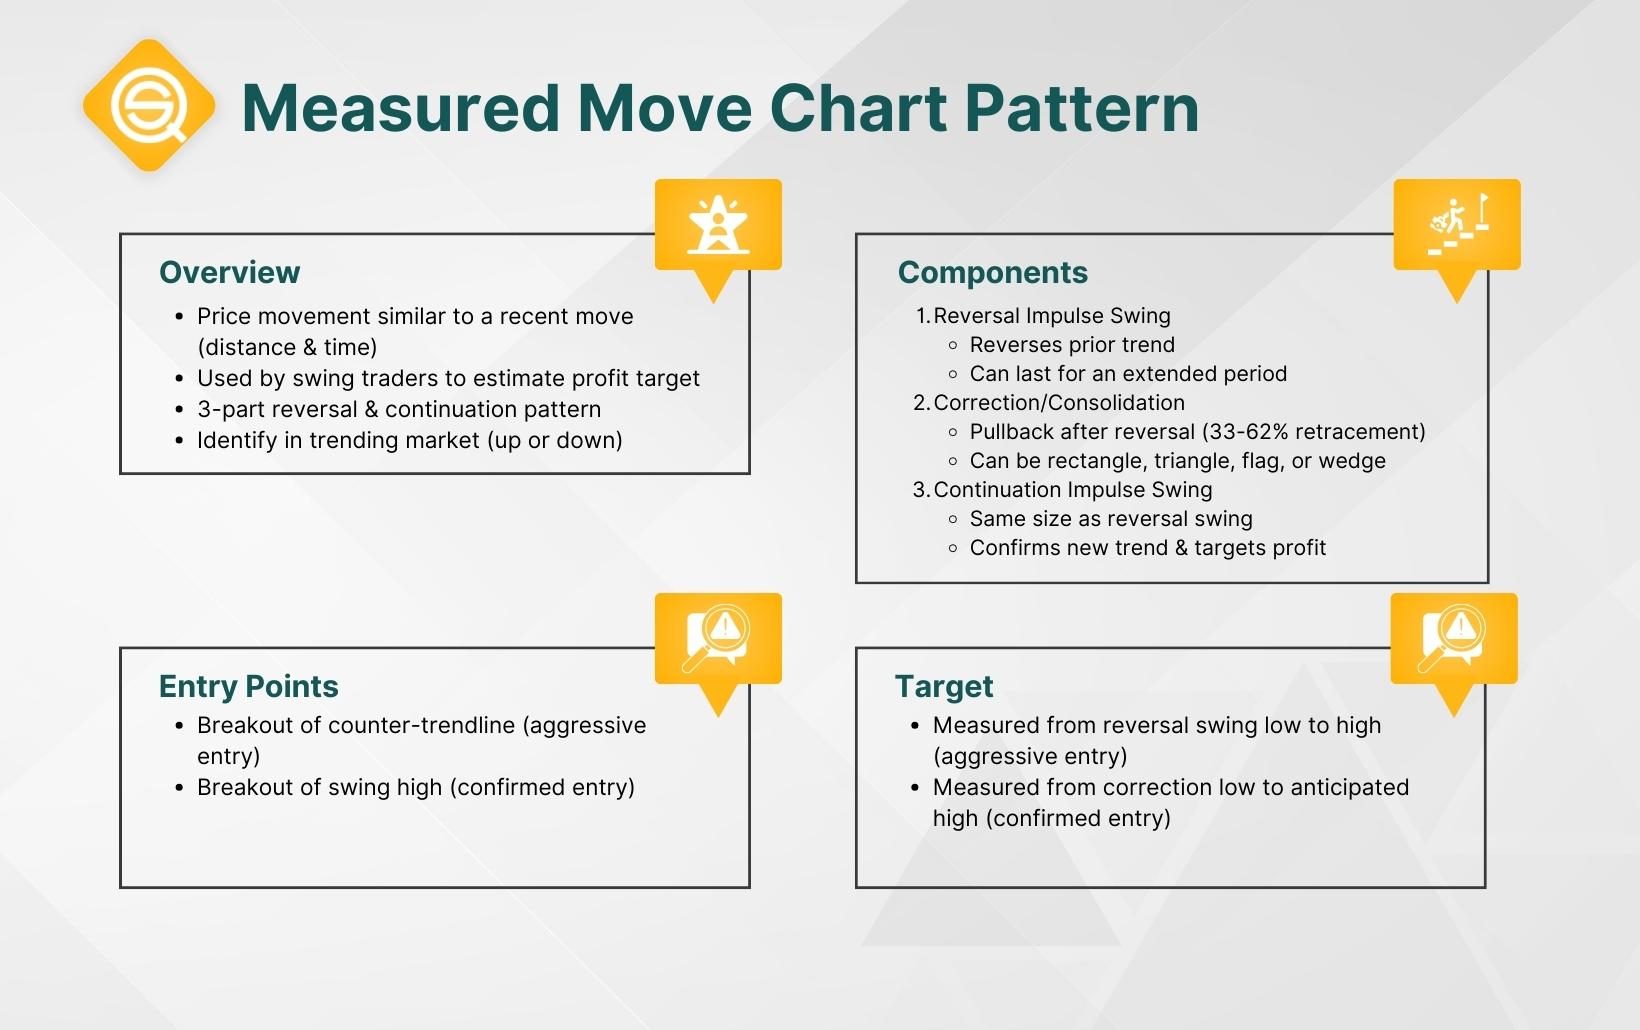 Measured Move Chart Pattern
Overview
• Price movement similar to a recent move
(distance & time)
• Used by swing traders to estimate profit target
• 3-part reversal & continuation pattern
• Identify in trending market (up or down)
Components
1. Reversal Impulse Swing
○ Reverses prior trend
○ Can last for an extended period
2. Correction/Consolidation
○ Pullback after reversal (33-62% retracement)
○ Can be rectangle, triangle, flag, or wedge
3. Continuation Impulse Swing
○ Same size as reversal swing
○ Confirms new trend & targets profit
Entry Points
• Breakout of counter-trendline (aggressive
entry)
• Breakout of swing high (confirmed entry)
Target
• Measured from reversal swing low to high
(aggressive entry)
• Measured from correction low to anticipated
high (confirmed entry)